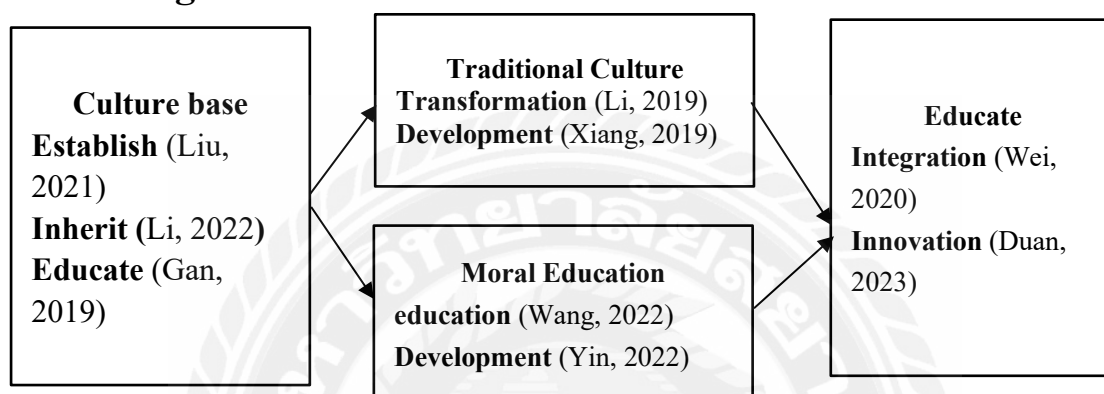 Culture base
Establish (Liu,
2021)
Inherit (Li, 2022)
Educate (Gan,
2019)
Traditional Culture
Transformation (Li, 2019)
Development (Xiang, 2019)
Moral Education
education (Wang, 2022)
Development (Yin, 2022)
Educate
Integration (Wei,
2020)
Innovation (Duan,
2023)